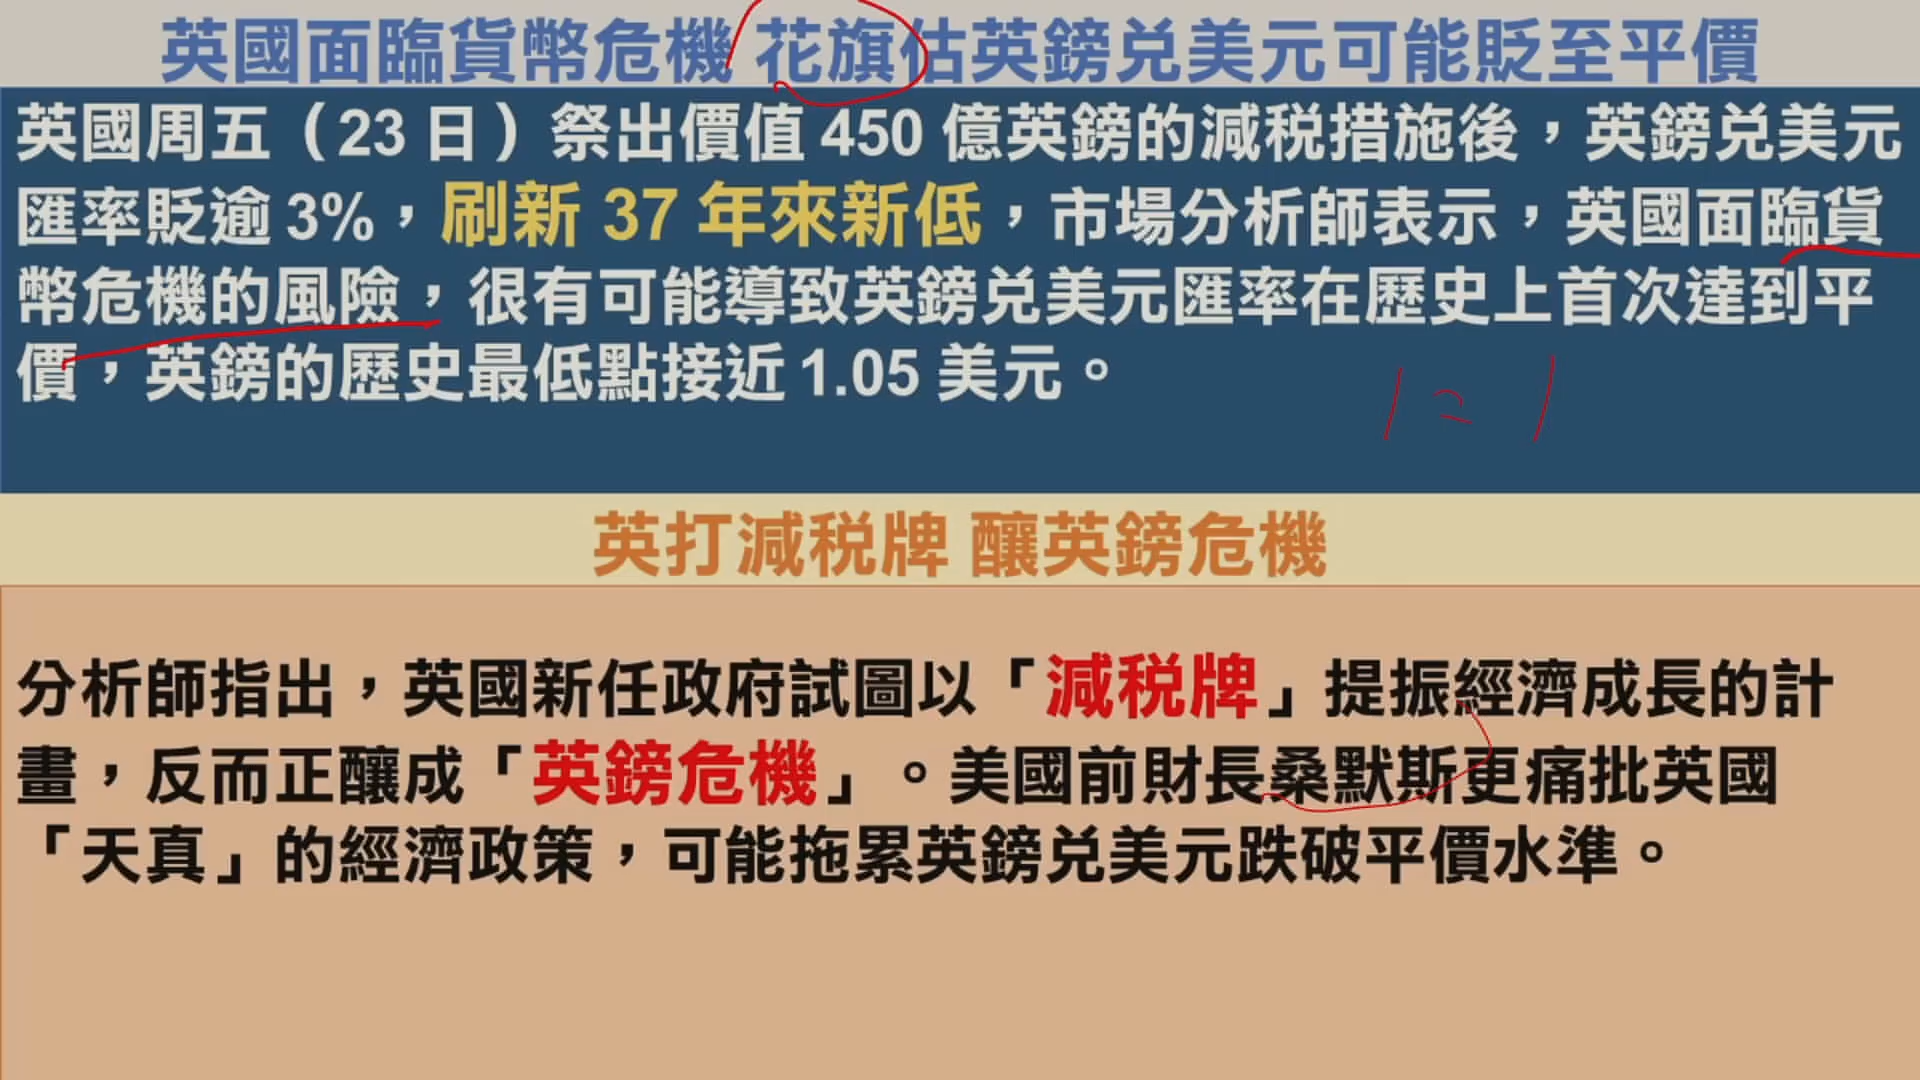 英國面臨貨幣危機 花旗估英鎊兌美元可能貶至平價
英國周五（23 日）祭出價值 450 億英鎊的減稅措施後，英鎊兌美元
匯率貶逾 3%，刷新 37 年來新低，市場分析師表示，英國面臨貨
幣危機的風險，很有可能導致英鎊兌美元匯率在歷史上首次達到平
價，英鎊的歷史最低點接近 1.05 美元。
1 = 1
英打減稅牌 釀英鎊危機
分析師指出，英國新任政府試圖以「減稅牌」提振經濟成長的計
畫，反而正釀成「英鎊危機」。美國前財長桑默斯更痛批英國
「天真」的經濟政策，可能拖累英鎊兌美元跌破平價水準。